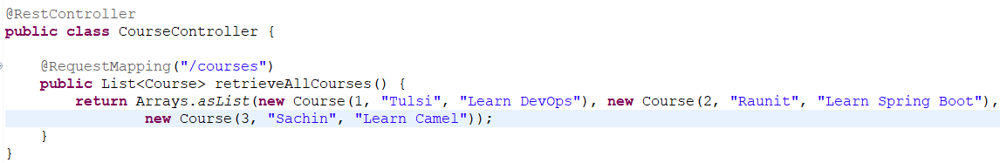 @RestController
public class CourseController {
@RequestMapping("/courses")
public List<Course> retrieveAllCourses() {
return Arrays.asList(new Course(1, "Tulsi", "Learn DevOps"), new Course(2, "Raunit", "Learn Spring Boot"),
new Course(3, "Sachin", "Learn Camel"));
}
}